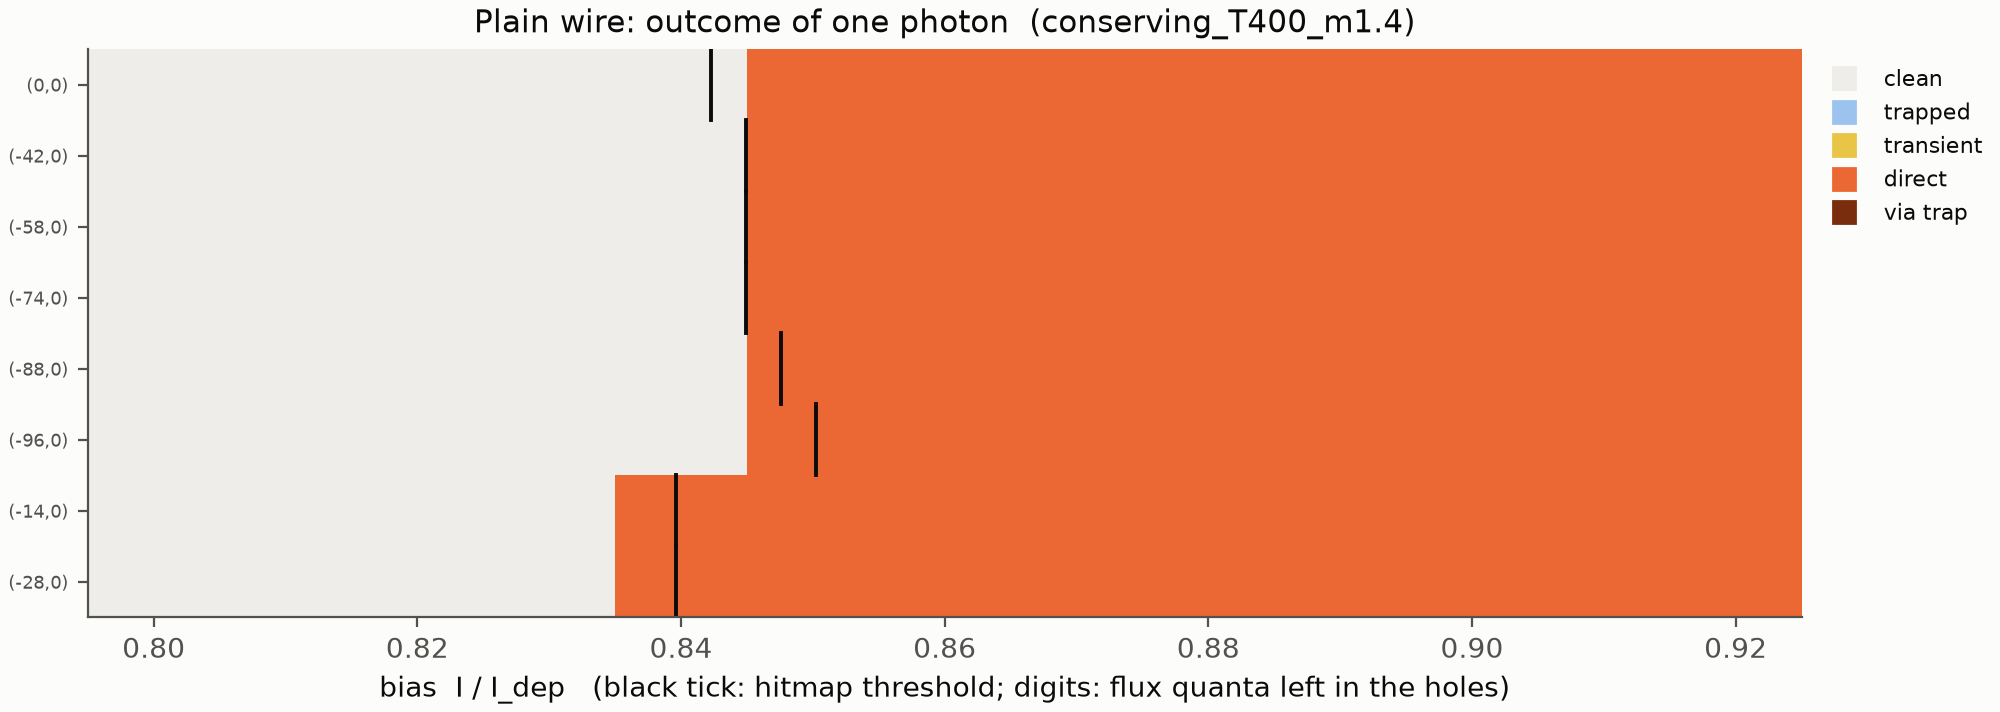 Plain wire: outcome of one photon  (conserving_T400_m1.4)
(0,0)
(-42,0)
(-58,0)
(-74,0)
(-88,0)
(-96,0)
(-14,0)
(-28,0)
clean
trapped
transient
direct
via trap
0.80 0.82 0.84 0.86 0.88 0.90 0.92
bias  I / I_dep   (black tick: hitmap threshold; digits: flux quanta left in the holes)